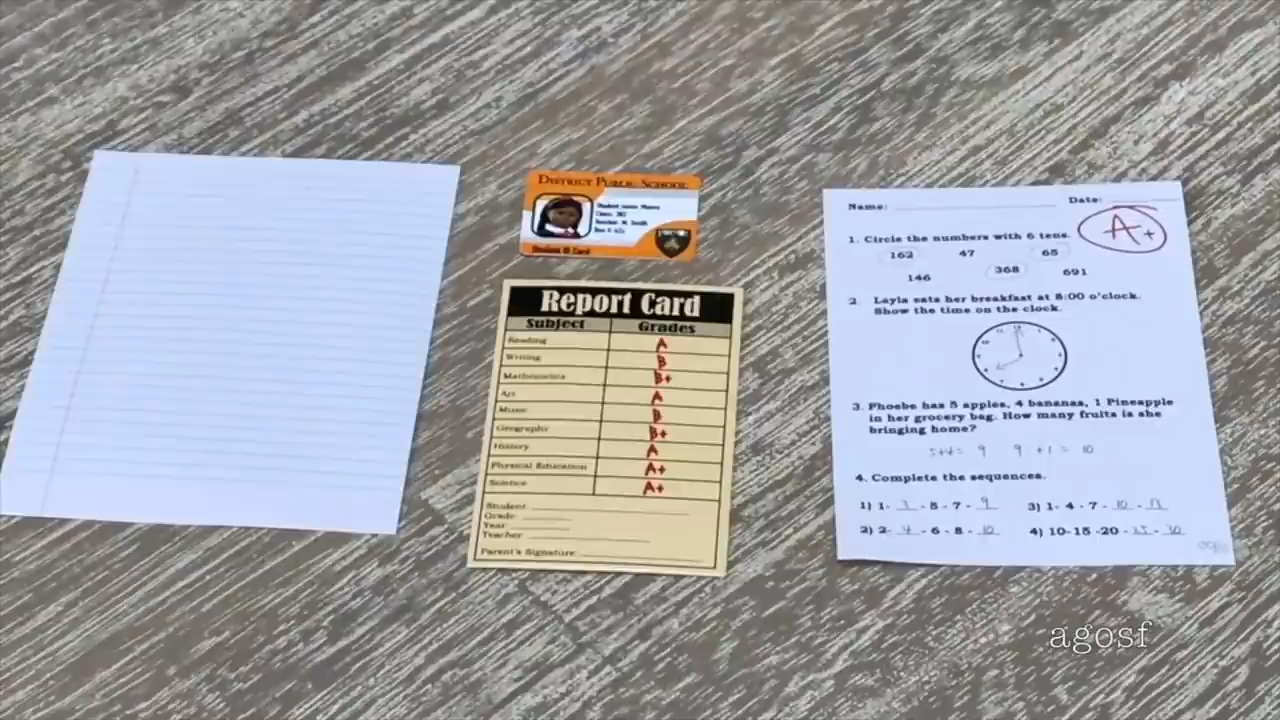 District Public School
Student ID Card
Report Card
Subject Grades
Reading A
Writing B
Mathematics B+
Art A
Music B
Geography B+
History A
Physical Education A+
Science A+
Student
Grade
Year
Teacher
Parent's Signature
Name: Date:
A+
1. Circle the numbers with 6 tens.
162 47 65
146 368 691
2. Layla eats her breakfast at 8:00 o'clock.
Show the time on the clock.
3. Phoebe has 5 apples, 4 bananas, 1 Pineapple
in her grocery bag. How many fruits is she
bringing home?
5+4= 9 9 +1 = 10
4. Complete the sequences.
1) 1- 3 - 5 - 7 - 9 3) 1- 4 - 7 - 10 - 13
2) 2- 4 - 6 - 8 - 10 4) 10-15 -20 - 25 - 30
agosf